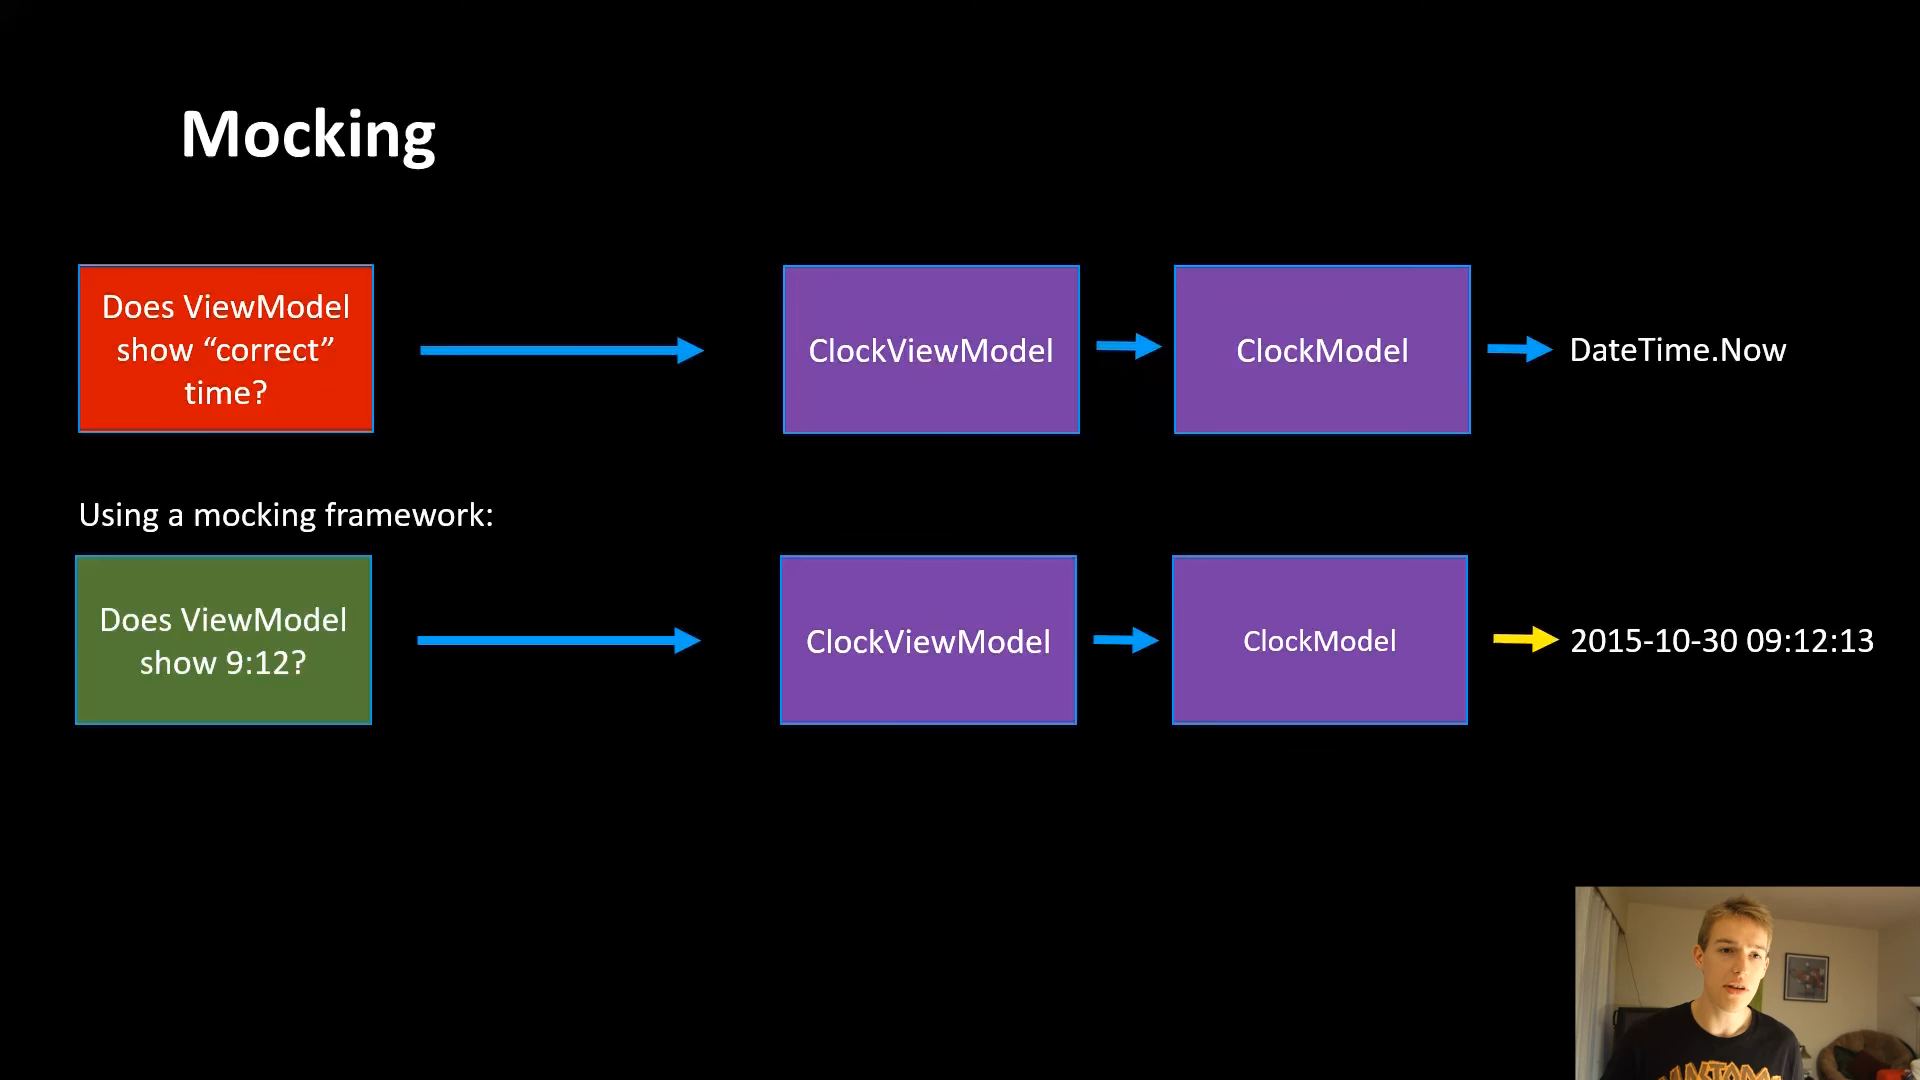 Mocking
Does ViewModel
show “correct”
time?
ClockViewModel
ClockModel
DateTime.Now
Using a mocking framework:
Does ViewModel
show 9:12?
ClockViewModel
ClockModel
2015-10-30 09:12:13